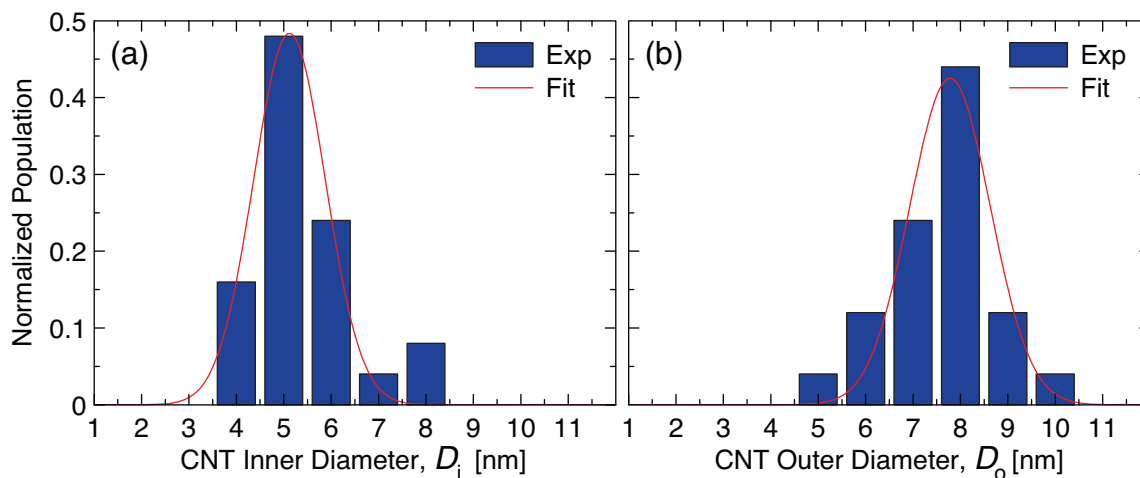 (a)
Exp
Fit
Normalized Population
0.5
0.4
0.3
0.2
0.1
0
1 2 3 4 5 6 7 8 9 10 11
CNT Inner Diameter, Di [nm]
(b)
Exp
Fit
1 2 3 4 5 6 7 8 9 10 11
CNT Outer Diameter, Do [nm]